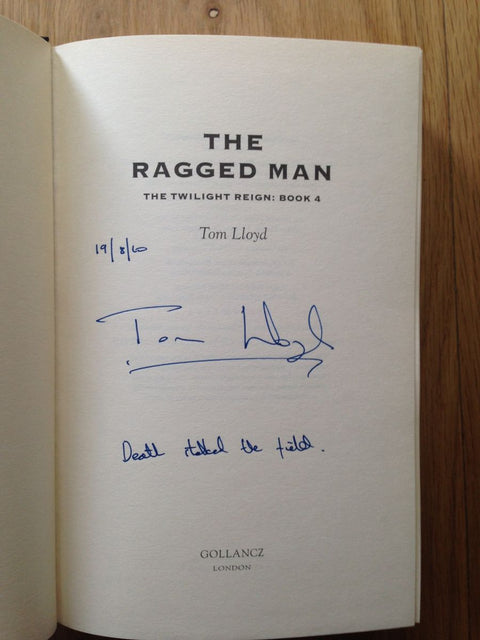 THE
RAGGED MAN
THE TWILIGHT REIGN: BOOK 4
Tom Lloyd
19/8/10
Tom Lloyd
Death stalked the field.
GOLLANCZ
LONDON